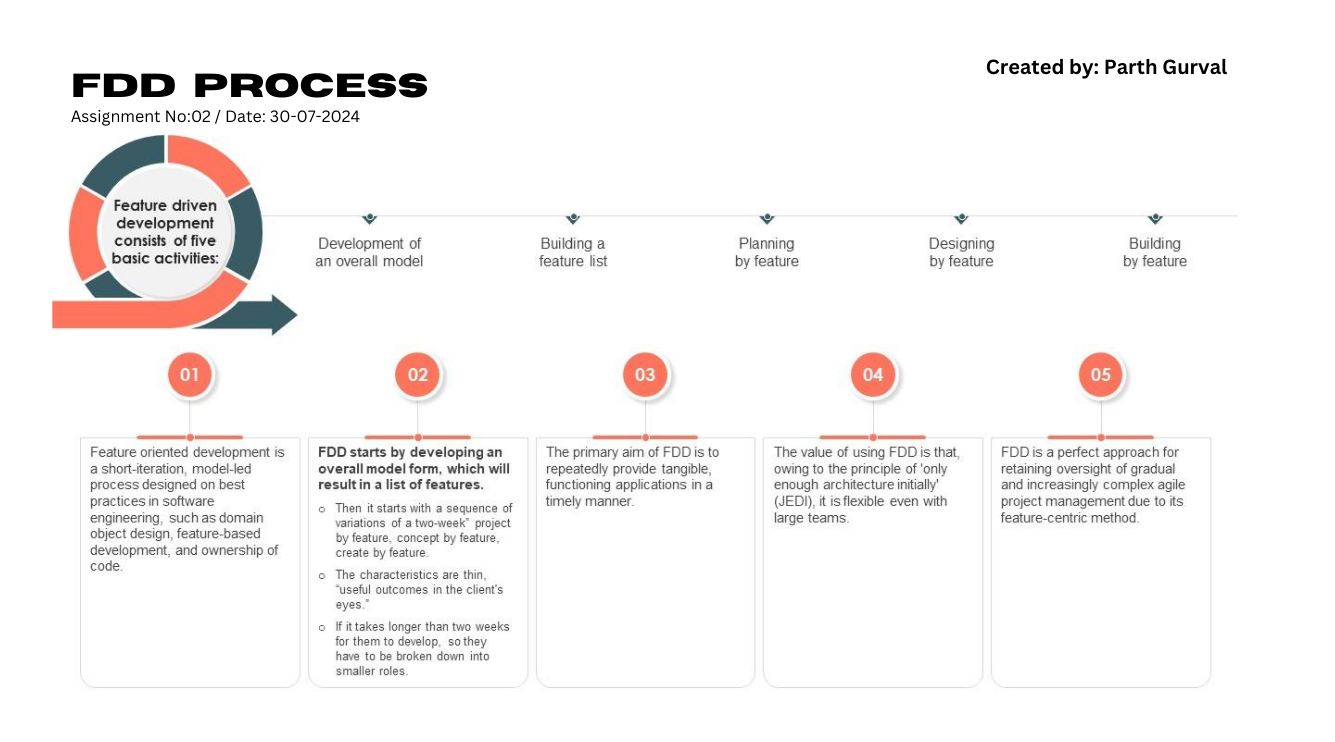 Created by: Parth Gurval
FDD PROCESS
Assignment No:02 / Date: 30-07-2024
Feature driven
development
consists of five
basic activities:
Development of
an overall model
Building a
feature list
Planning
by feature
Designing
by feature
Building
by feature
01
Feature oriented development is
a short-iteration, model-led
process designed on best
practices in software
engineering, such as domain
object design, feature-based
development, and ownership of
code.
02
FDD starts by developing an
overall model form, which will
result in a list of features.
○ Then it starts with a sequence of
variations of a two-week” project
by feature, concept by feature,
create by feature.
○ The characteristics are thin,
“useful outcomes in the client's
eyes.”
○ If it takes longer than two weeks
for them to develop, so they
have to be broken down into
smaller roles.
03
The primary aim of FDD is to
repeatedly provide tangible,
functioning applications in a
timely manner.
04
The value of using FDD is that,
owing to the principle of 'only
enough architecture initially'
(JEDI), it is flexible even with
large teams.
05
FDD is a perfect approach for
retaining oversight of gradual
and increasingly complex agile
project management due to its
feature-centric method.